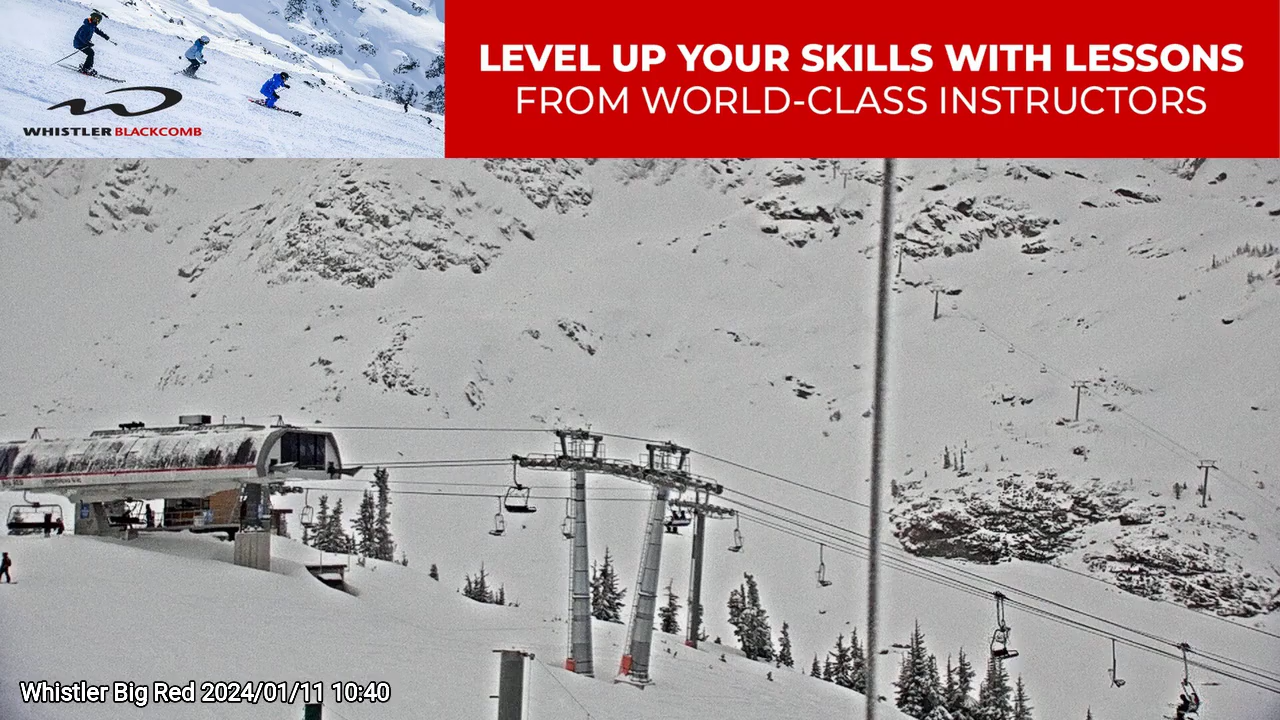 LEVEL UP YOUR SKILLS WITH LESSONS
FROM WORLD-CLASS INSTRUCTORS
WHISTLER BLACKCOMB
Whistler Big Red 2024/01/11 10:40